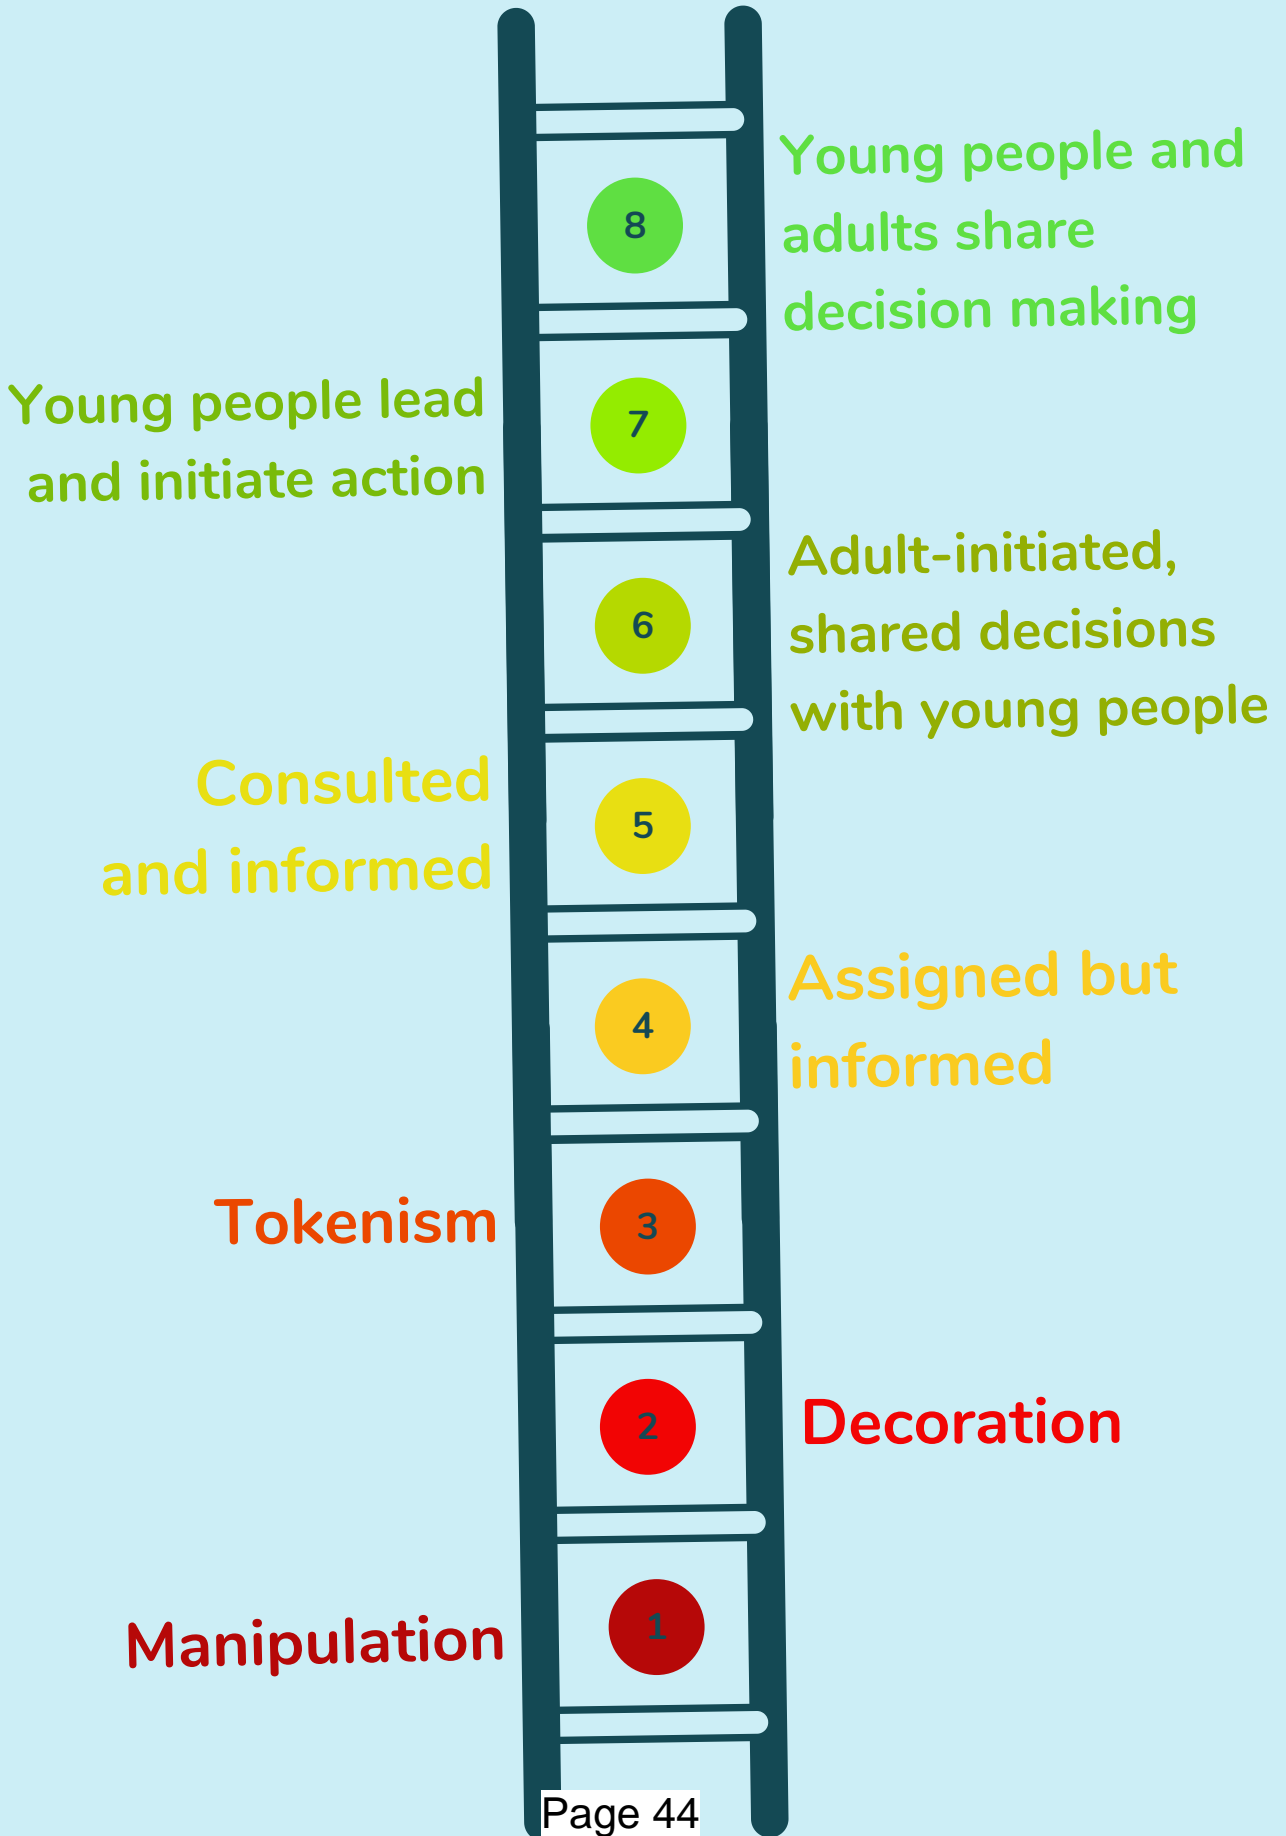 8
Young people and
adults share
decision making
7
Young people lead
and initiate action
6
Adult-initiated,
shared decisions
with young people
5
Consulted
and informed
4
Assigned but
informed
3
Tokenism
2
Decoration
1
Manipulation
Page 44